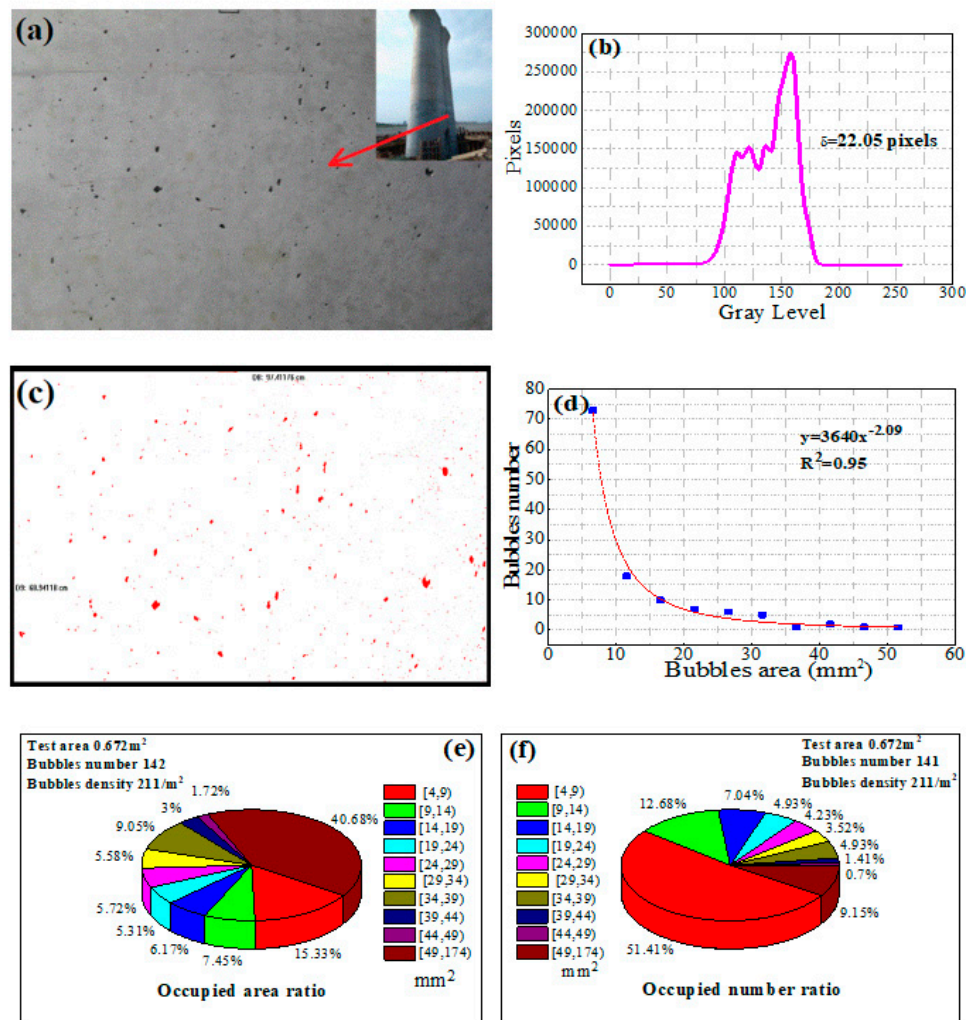 (a)
(b)
300000
250000
200000
150000
100000
50000
0
Pixels
δ=22.05 pixels
0 50 100 150 200 250 300
Gray Level
(c)
(d)
80
70
60
50
40
30
20
10
0
Bubbles number
y=3640x^-2.09
R²=0.95
0 10 20 30 40 50 60
Bubbles area (mm²)
Test area 0.672m²
(e)
Bubbles number 142
Bubbles density 211/m²
1.72%
3%
40.68%
9.05%
5.58%
5.72%
5.31%
6.17%
7.45%
15.33%
[4,9)
[9,14)
[14,19)
[19,24)
[24,29)
[29,34)
[34,39)
[39,44)
[44,49)
[49,174)
mm²
Occupied area ratio
(f)
Test area 0.672m²
Bubbles number 141
Bubbles density 211/m²
[4,9)
[9,14)
[14,19)
[19,24)
[24,29)
[29,34)
[34,39)
[39,44)
[44,49)
[49,174)
mm²
12.68%
7.04%
4.93%
4.23%
3.52%
4.93%
1.41%
0.7%
9.15%
51.41%
Occupied number ratio